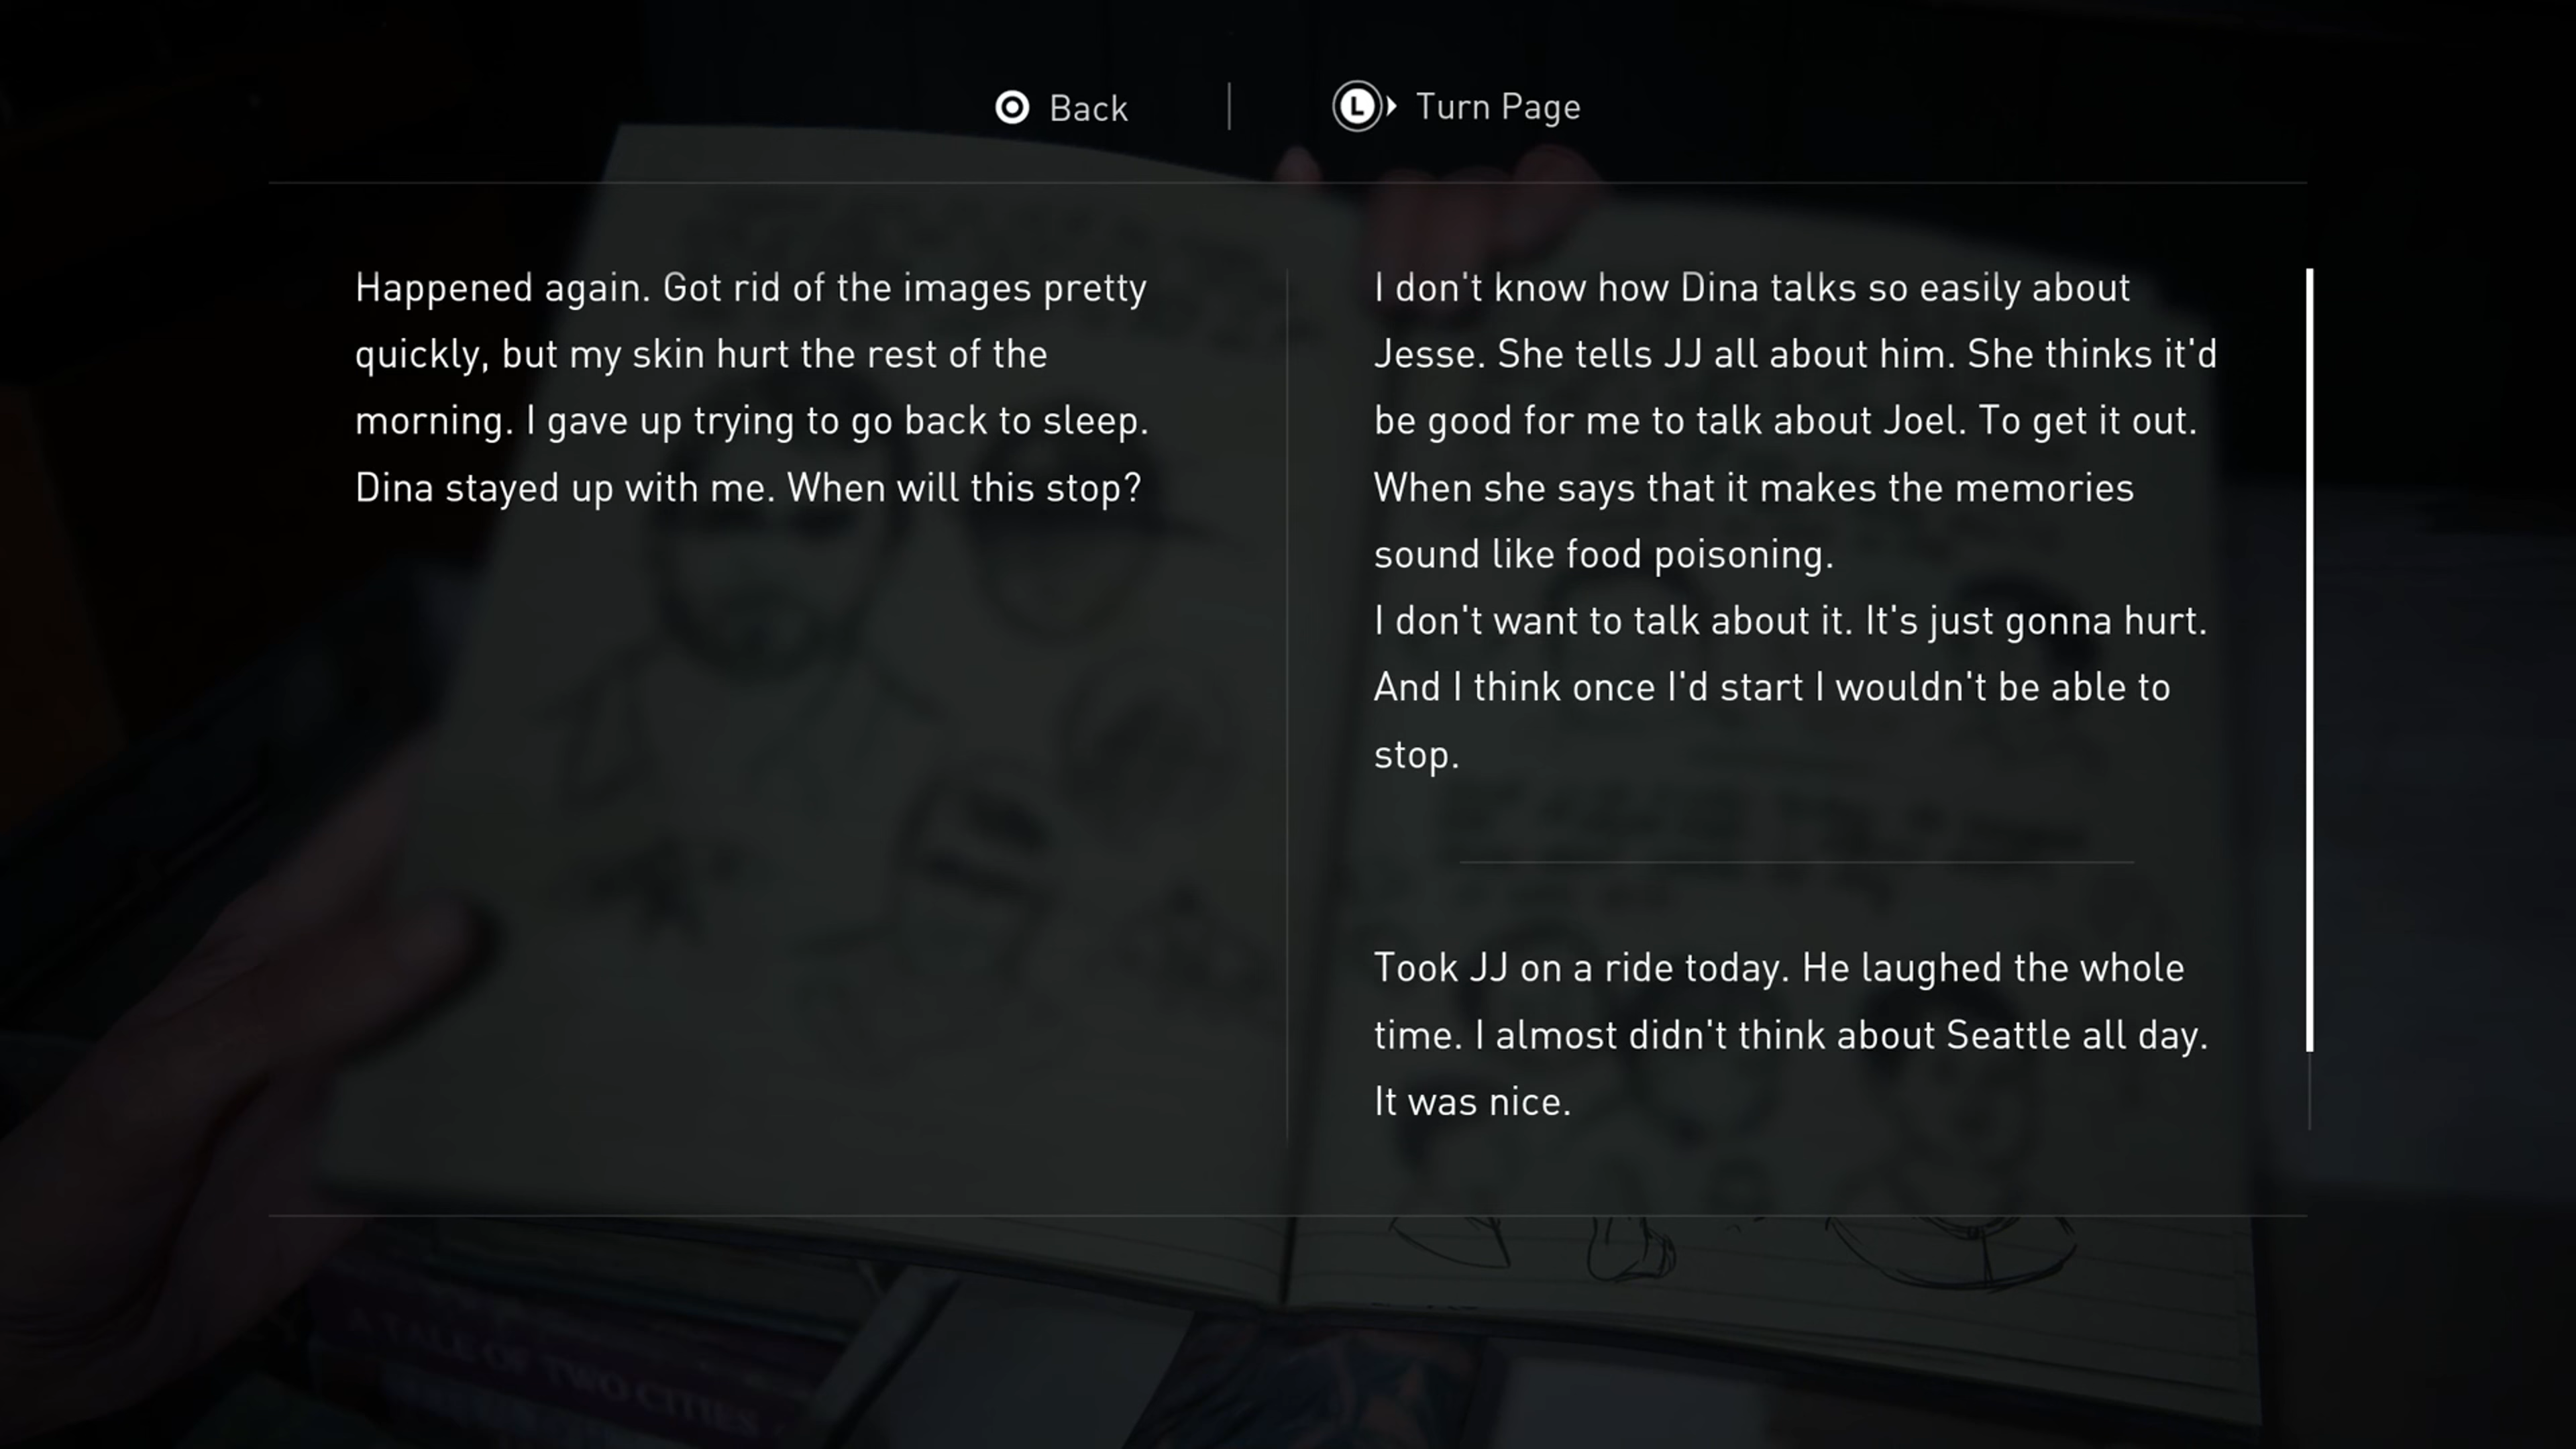 Back
L Turn Page
Happened again. Got rid of the images pretty
quickly, but my skin hurt the rest of the
morning. I gave up trying to go back to sleep.
Dina stayed up with me. When will this stop?
I don't know how Dina talks so easily about
Jesse. She tells JJ all about him. She thinks it'd
be good for me to talk about Joel. To get it out.
When she says that it makes the memories
sound like food poisoning.
I don't want to talk about it. It's just gonna hurt.
And I think once I'd start I wouldn't be able to
stop.
Took JJ on a ride today. He laughed the whole
time. I almost didn't think about Seattle all day.
It was nice.
A TALE OF TWO CITIES